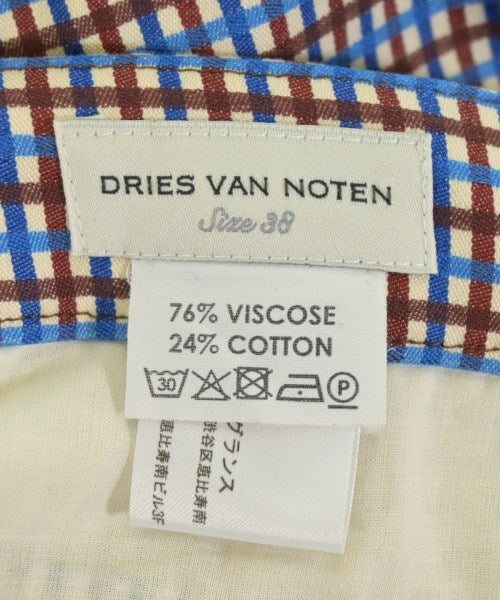 DRIES VAN NOTEN
Size 38
76% VISCOSE
24% COTTON
30 P
グランス
渋谷区恵比寿南
恵比寿南ビル3F